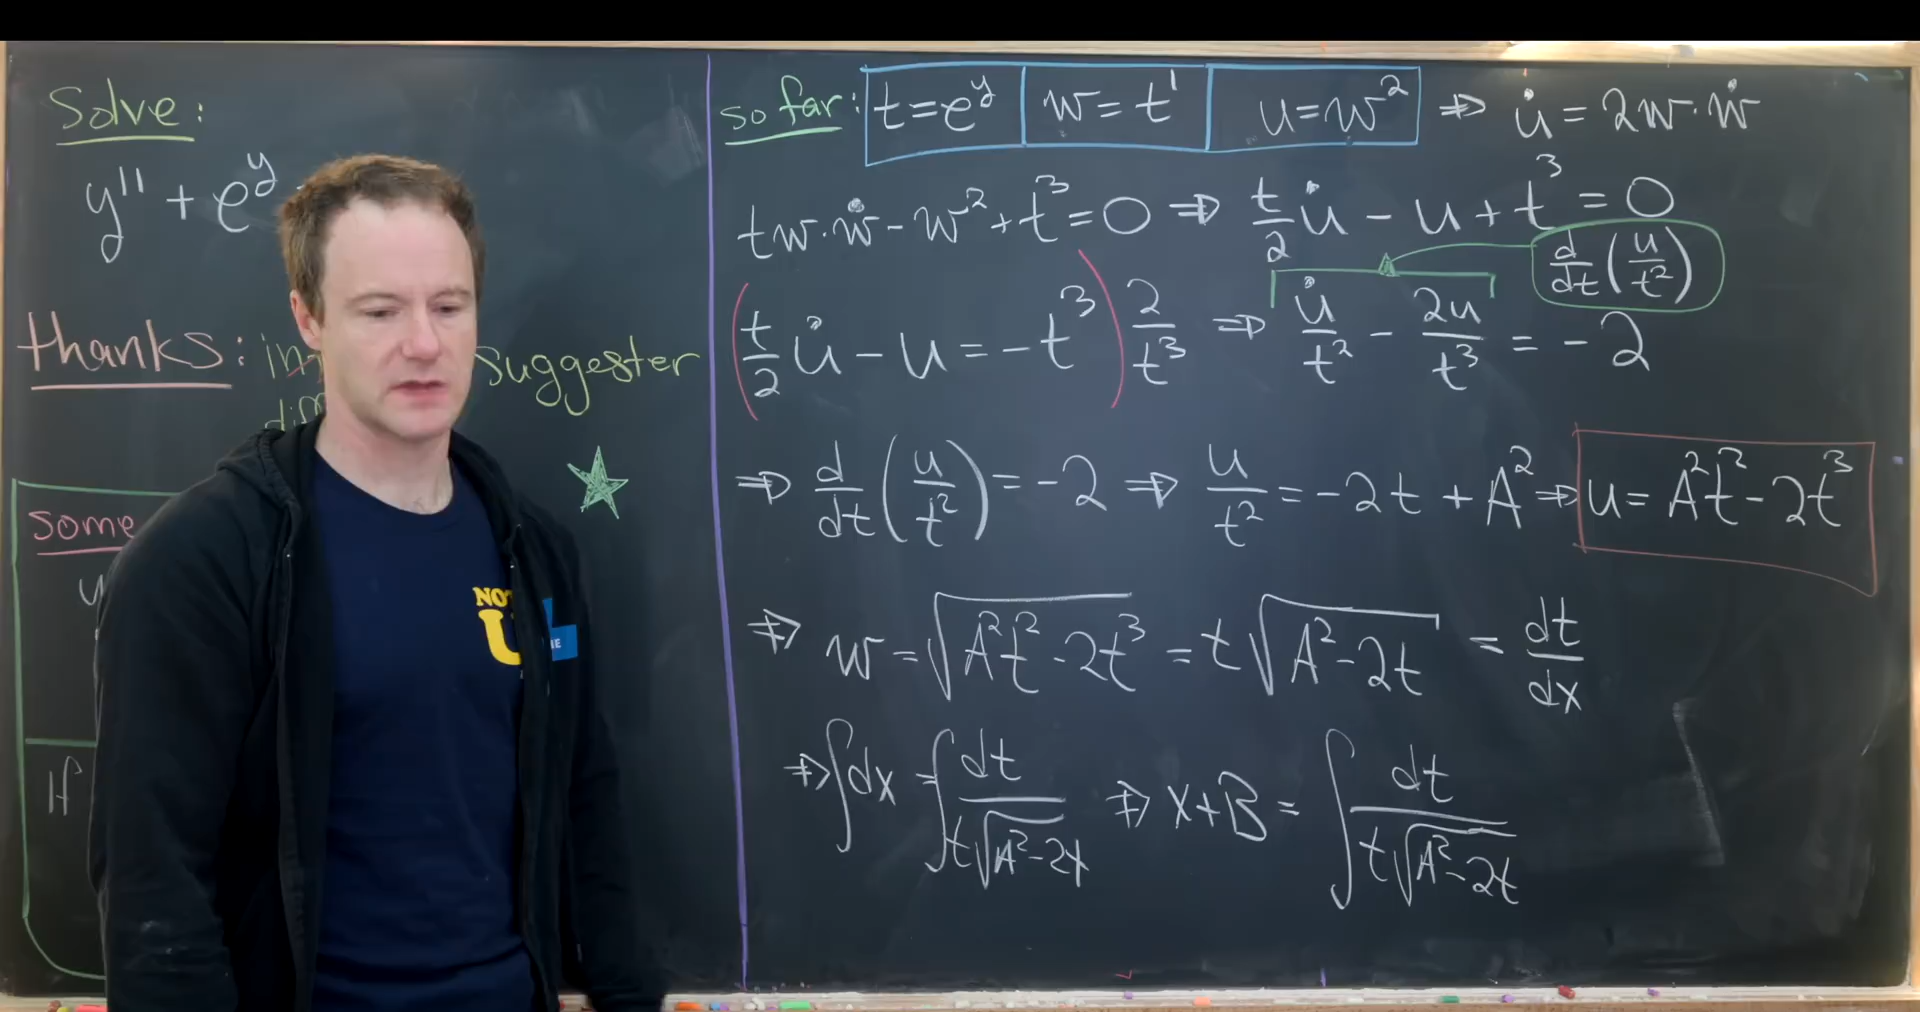 Solve:
y'' + e^y
thanks: Suggester
some
y
If
so far: t = e^y | w = t' | u = w^2 ⇒ u̇ = 2w·ẇ
tw·ẇ - w^2 + t^3 = 0 ⇒ t/2 u̇ - u + t^3 = 0
d/dt (u/t^2)
(t/2 u̇ - u = -t^3) 2/t^3 ⇒ u̇/t^2 - 2u/t^3 = -2
⇒ d/dt (u/t^2) = -2 ⇒ u/t^2 = -2t + A^2 ⇒ u = A^2t^2 - 2t^3
⇒ w = √(A^2t^2 - 2t^3) = t√(A^2 - 2t) = dt/dx
⇒ ∫dx = ∫ dt/(t√(A^2 - 2t)) ⇒ x + B = ∫ dt/(t√(A^2 - 2t))